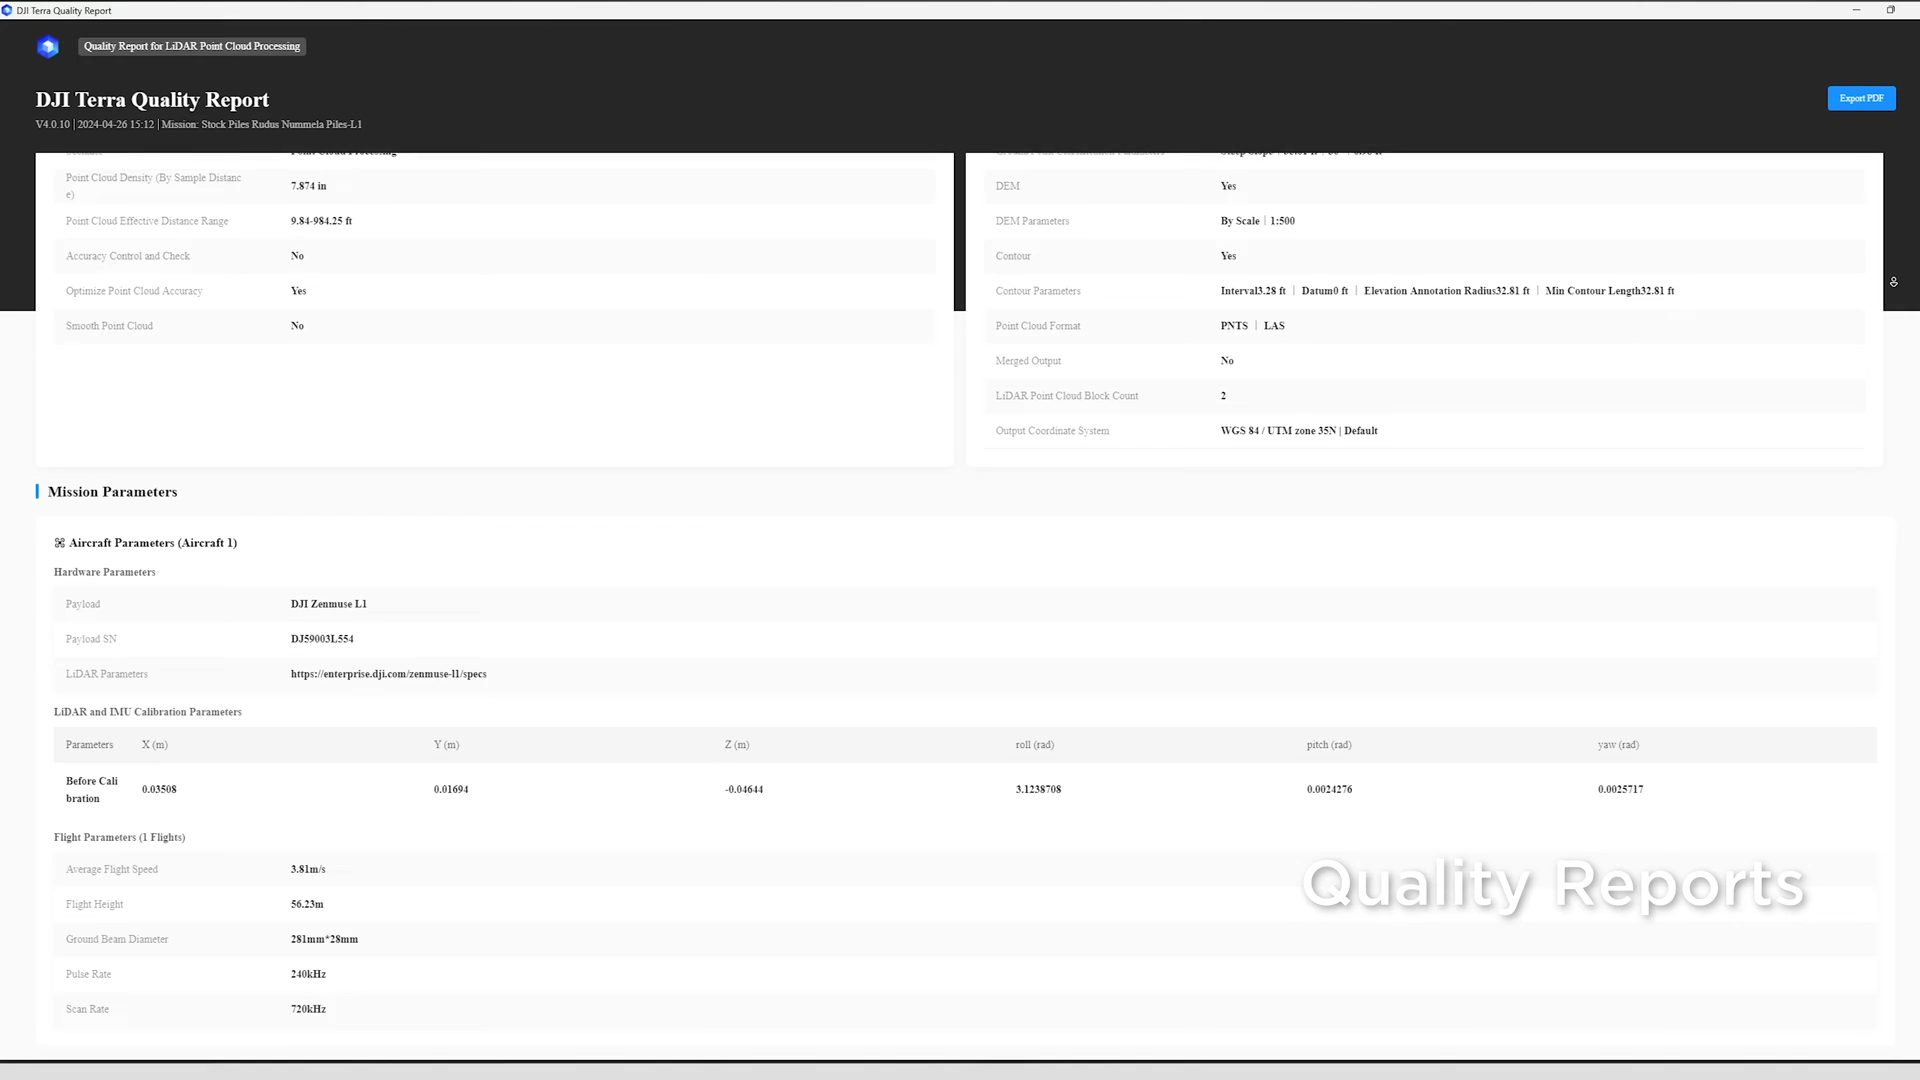 DJI Terra Quality Report
Quality Report for LiDAR Point Cloud Processing
DJI Terra Quality Report
Export PDF
V4.0.10 | 2024-04-26 15:12 | Mission: Stock Piles Rudus Nummela Piles-L1
Point Cloud Processing
Point Cloud Density (By Sample Distanc
e)
7.874 in
Point Cloud Effective Distance Range
9.84-984.25 ft
Accuracy Control and Check
No
Optimize Point Cloud Accuracy
Yes
Smooth Point Cloud
No
DEM
Yes
DEM Parameters
By Scale | 1:500
Contour
Yes
Contour Parameters
Interval3.28 ft | Datum0 ft | Elevation Annotation Radius32.81 ft | Min Contour Length32.81 ft
Point Cloud Format
PNTS | LAS
Merged Output
No
LiDAR Point Cloud Block Count
2
Output Coordinate System
WGS 84 / UTM zone 35N | Default
Mission Parameters
Aircraft Parameters (Aircraft 1)
Hardware Parameters
Payload
DJI Zenmuse L1
Payload SN
DJ59003L554
LiDAR Parameters
https://enterprise.dji.com/zenmuse-l1/specs
LiDAR and IMU Calibration Parameters
Parameters X (m) Y (m) Z (m) roll (rad) pitch (rad) yaw (rad)
Before Cali
bration
0.03508 0.01694 -0.04644 3.1238708 0.0024276 0.0025717
Flight Parameters (1 Flights)
Average Flight Speed
3.81m/s
Flight Height
56.23m
Ground Beam Diameter
281mm*28mm
Pulse Rate
240kHz
Scan Rate
720kHz
Quality Reports